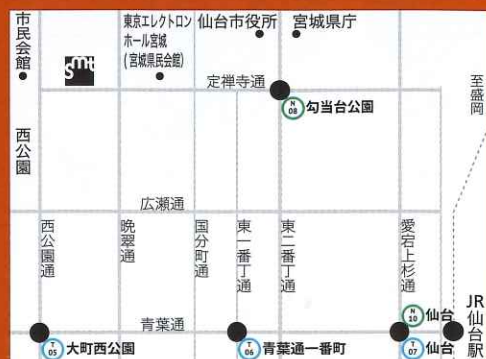 市民会館
smt
東京エレクトロン
ホール宮城
(宮城県民会館)
仙台市役所
宮城県庁
定禅寺通
N
08
勾当台公園
至盛岡
西公園
広瀬通
西公園通
晩翠通
国分町通
東一番丁通
東二番丁通
愛宕上杉通
青葉通
N
10
仙台
JR仙台駅
T
05
大町西公園
T
06
青葉通一番町
T
07
仙台